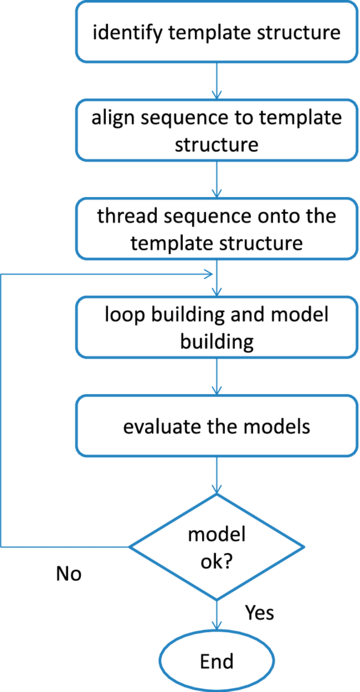 identify template structure
align sequence to template
structure
thread sequence onto the
template structure
loop building and model
building
evaluate the models
model
ok?
No
Yes
End